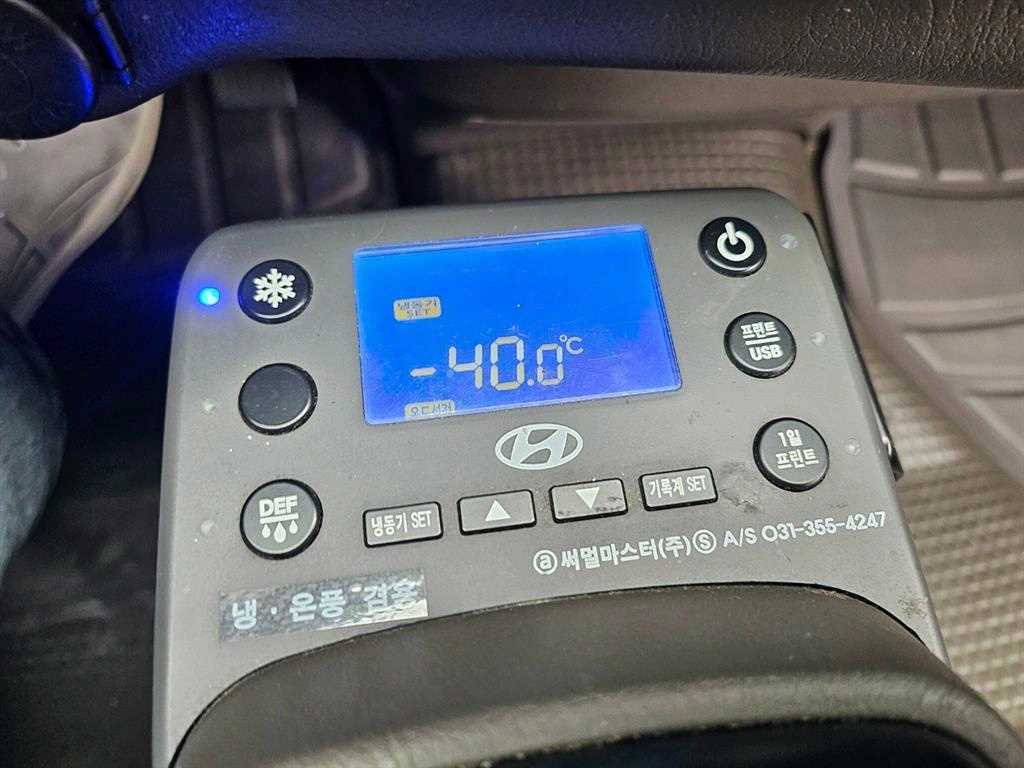 냉동기
SET
-40.0℃
프린트
USB
1일
프린트
DEF
냉동기 SET
▲
▼
기록계 SET
ⓐ써멀마스터(주)ⓢ A/S 031-355-4247
냉·온풍 겸용